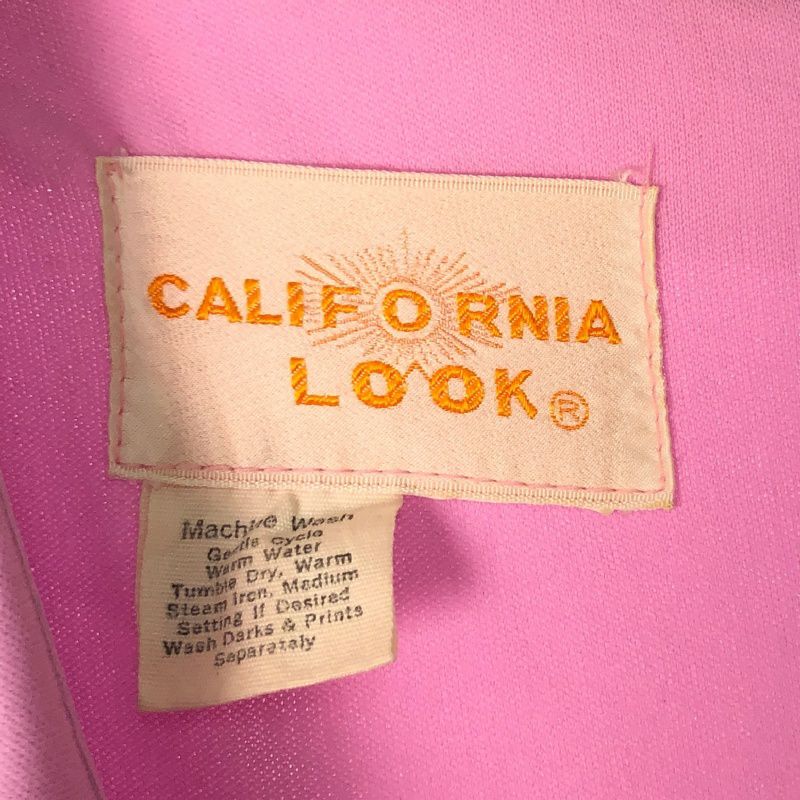 CALIFORNIA
LOOK ®
Machine Wash
Gentle Cycle
Warm Water
Tumble Dry, Warm
Steam Iron, Medium
Setting If Desired
Wash Darks & Prints
Separately